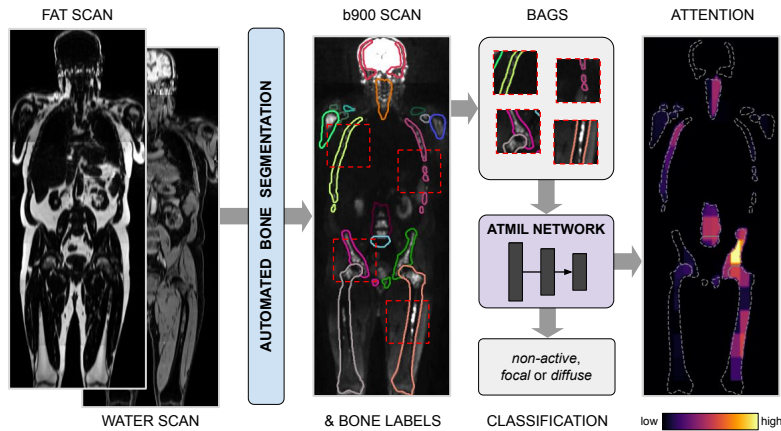 FAT SCAN
WATER SCAN
AUTOMATED BONE SEGMENTATION
b900 SCAN
& BONE LABELS
BAGS
ATMIL NETWORK
non-active,
focal or diffuse
CLASSIFICATION
ATTENTION
low
high